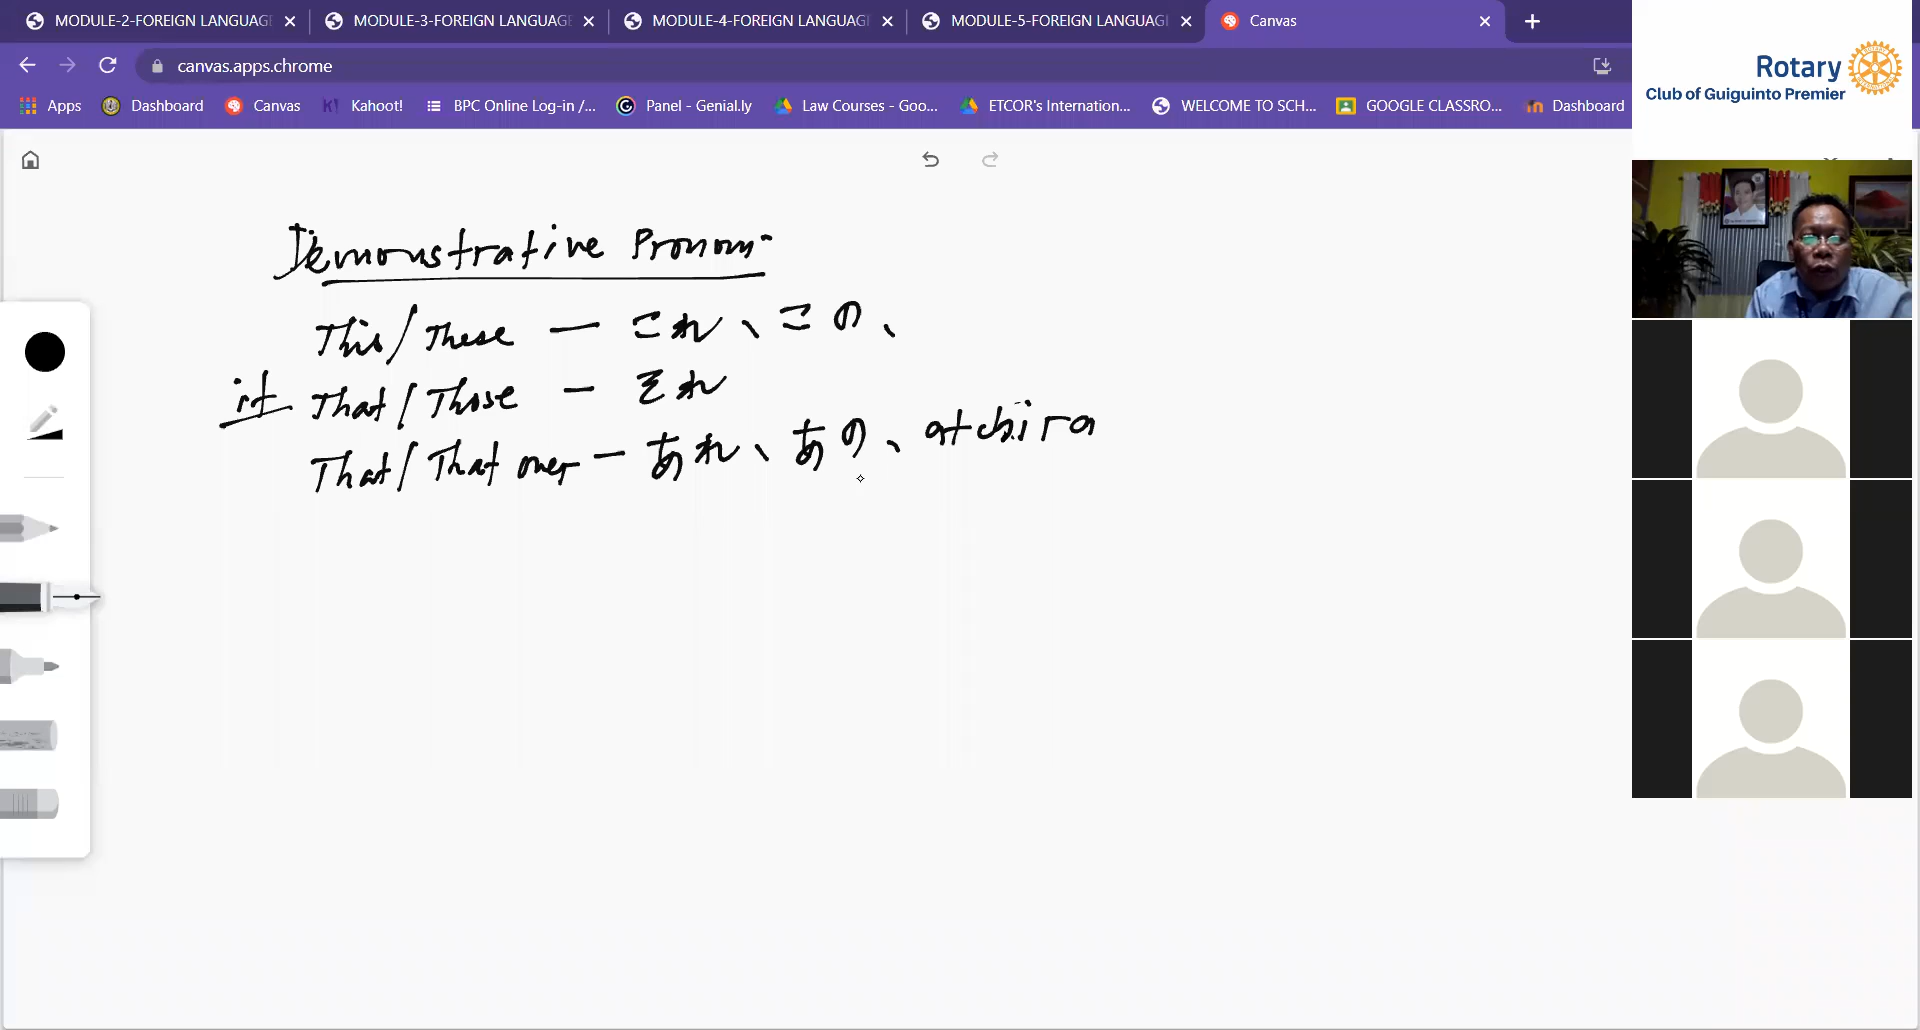 MODULE-2-FOREIGN LANGUAGE
MODULE-3-FOREIGN LANGUAGE
MODULE-4-FOREIGN LANGUAGE
MODULE-5-FOREIGN LANGUAGE
Canvas
canvas.apps.chrome
Apps Dashboard Canvas Kahoot! BPC Online Log-in /... Panel - Genial.ly Law Courses - Goo... ETCOR's Internation... WELCOME TO SCH... GOOGLE CLASSRO... Dashboard
Rotary
Club of Guiguinto Premier
Demonstrative Pronoun
This/These — これ、この、
it That/Those — それ
That/That over — あれ、あの、atchira